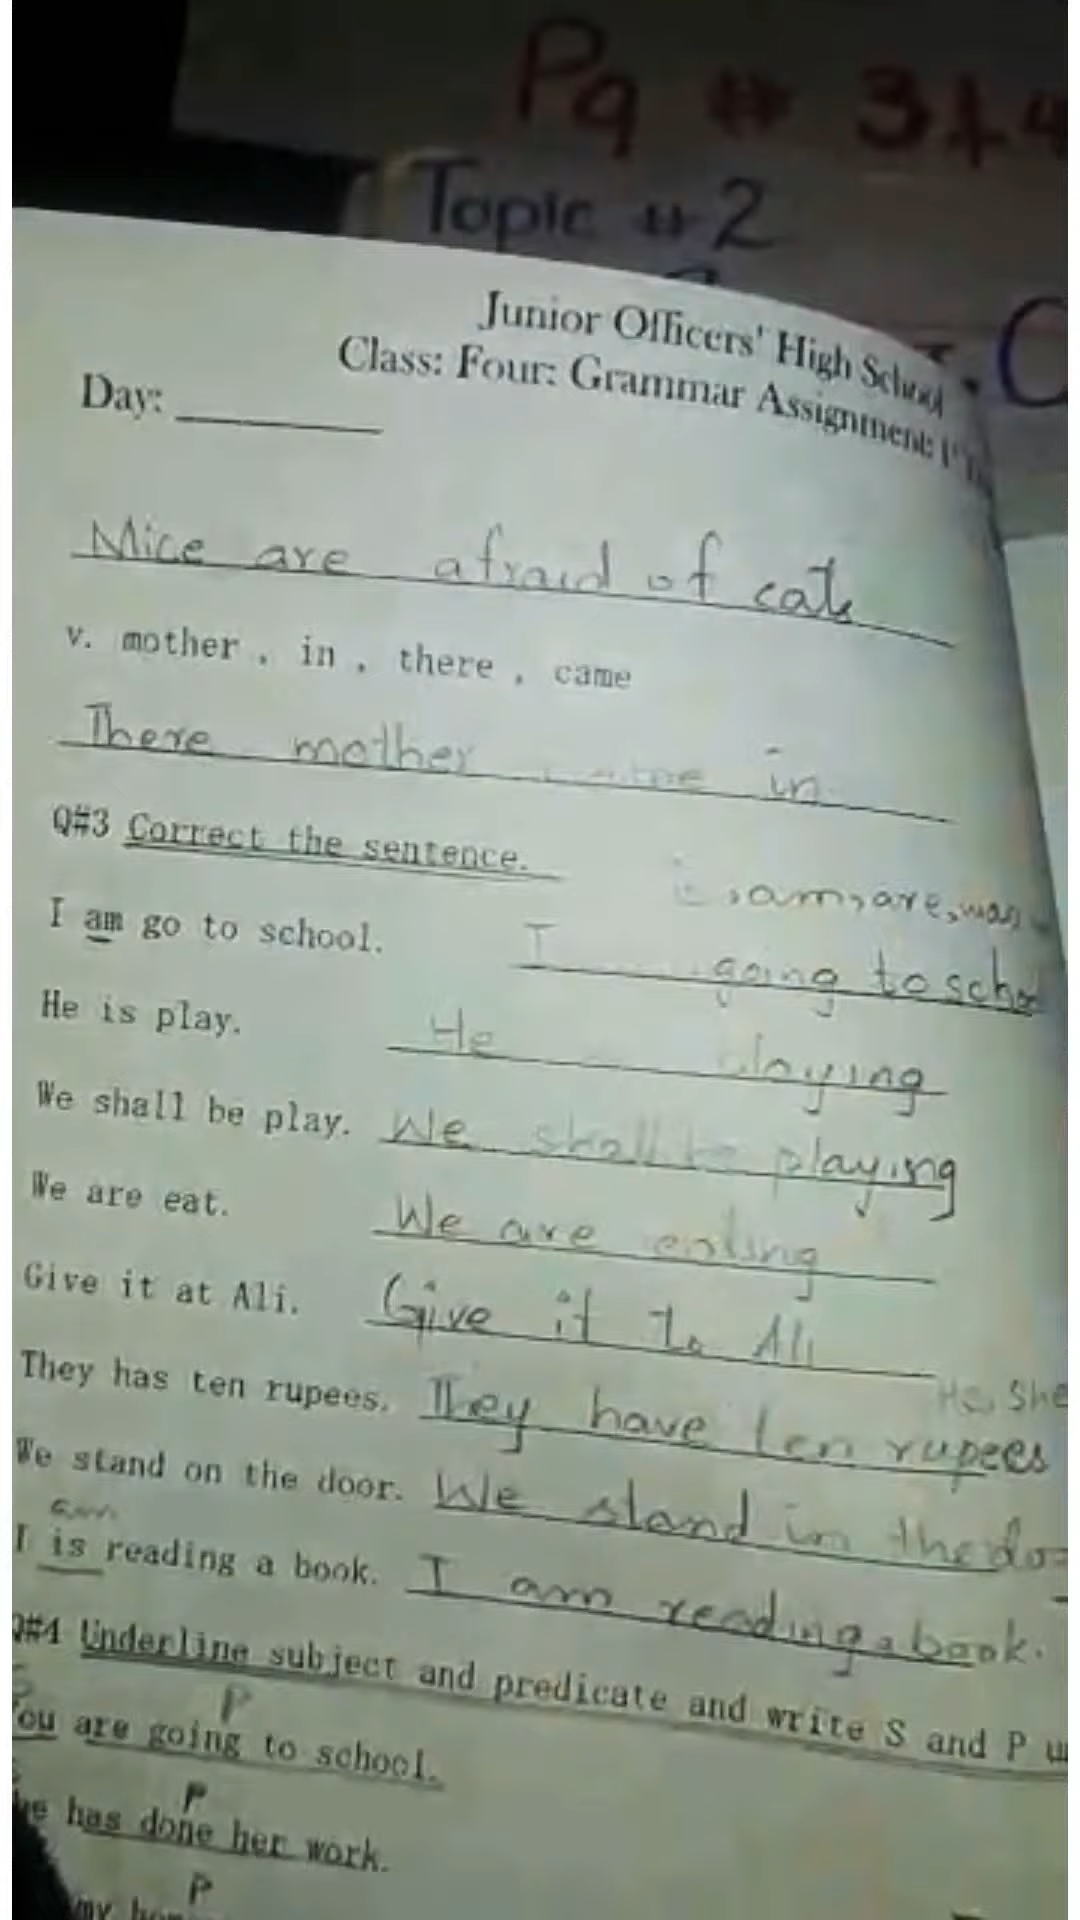 Pg # 3+4
Topic # 2
Junior Officers' High School
Class: Four: Grammar Assignment:
Day:
Mice are afraid of cats
v. mother , in , there , came
There mother in
Q#3 Correct the sentence.
, am, are, was
I am go to school. I going to school
He is play. He playing
We shall be play. We shall be playing
We are eat. We are eating
Give it at Ali. Give it to Ali
He, She
They has ten rupees. They have ten rupees
We stand on the door. We stand in the do
am
I is reading a book. I am reading a book.
Q#4 Underline subject and predicate and write S and P
P
You are going to school.
P
has done her work.
P
my